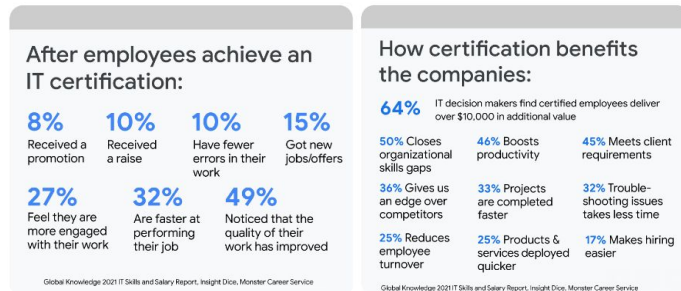 After employees achieve an
IT certification:
8%
Received a
promotion
10%
Received
a raise
10%
Have fewer
errors in their
work
15%
Got new
jobs/offers
27%
Feel they are
more engaged
with their work
32%
Are faster at
performing
their job
49%
Noticed that the
quality of their
work has improved
Global Knowledge 2021 IT Skills and Salary Report, Insight Dice, Monster Career Service
How certification benefits
the companies:
64%
IT decision makers find certified employees deliver
over $10,000 in additional value
50% Closes
organizational
skills gaps
46% Boosts
productivity
45% Meets client
requirements
36% Gives us
an edge over
competitors
33% Projects
are completed
faster
32% Trouble-
shooting issues
takes less time
25% Reduces
employee
turnover
25% Products &
services deployed
quicker
17% Makes hiring
easier
Global Knowledge 2021 IT Skills and Salary Report, Insight Dice, Monster Career Service